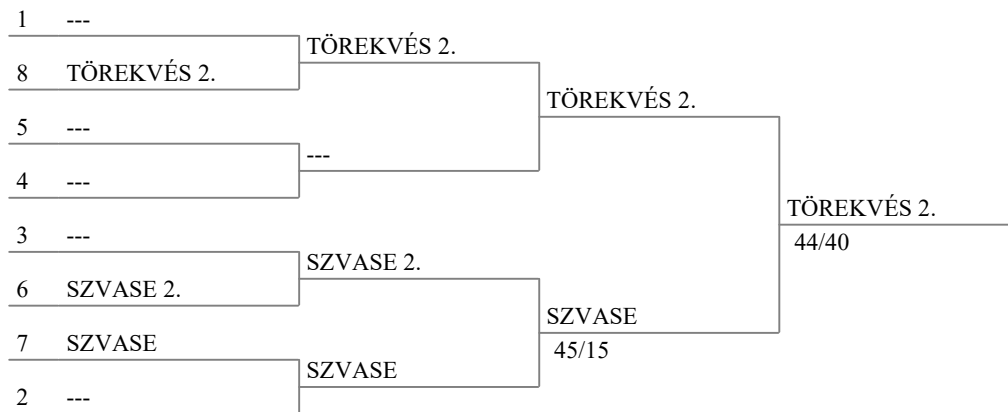 1 ---
TÖREKVÉS 2.
8 TÖREKVÉS 2.
TÖREKVÉS 2.
5 ---
---
4 ---
TÖREKVÉS 2.
44/40
3 ---
SZVASE 2.
6 SZVASE 2.
SZVASE
45/15
7 SZVASE
SZVASE
2 ---